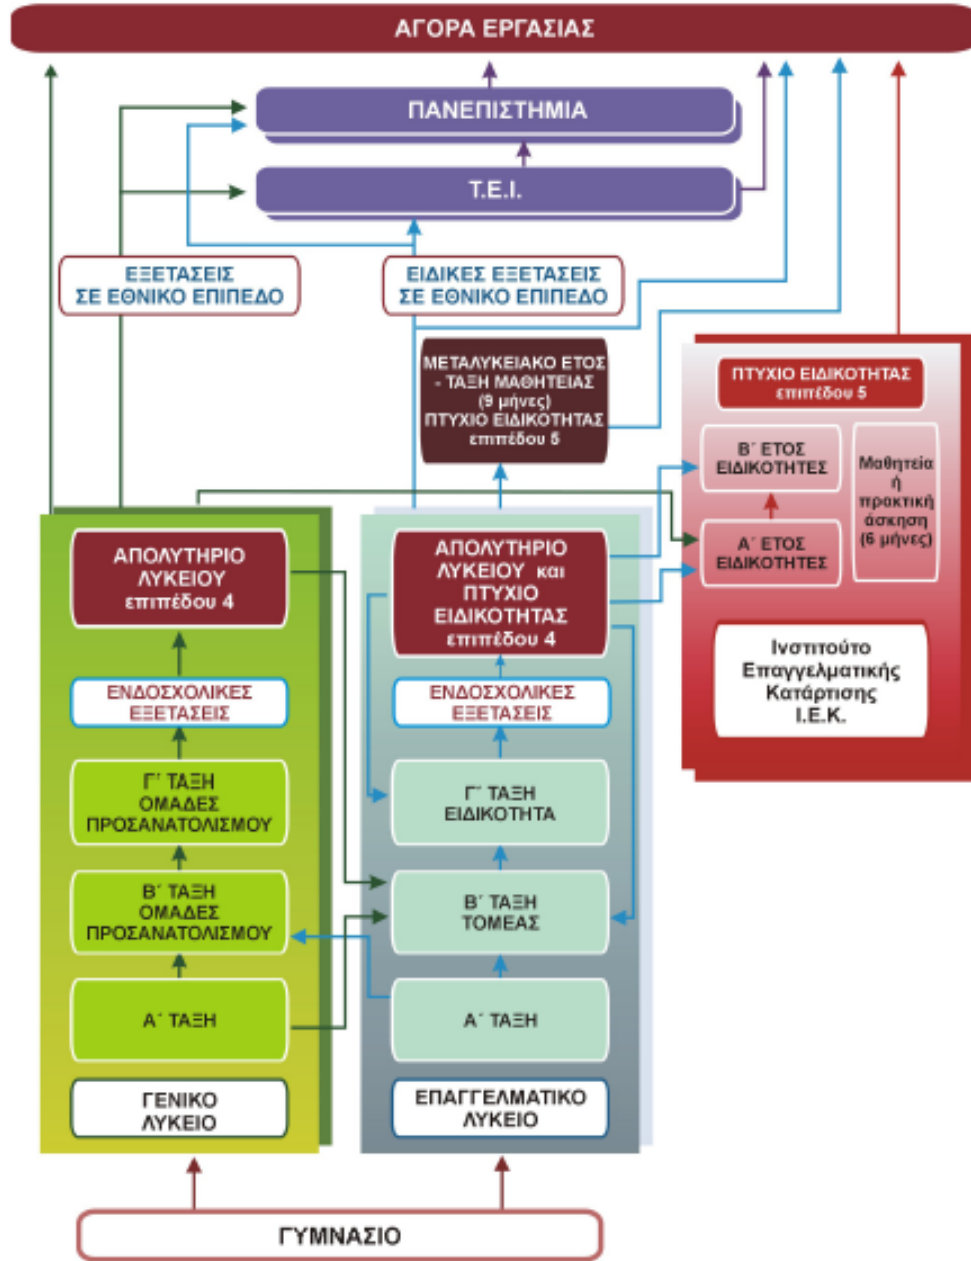 ΑΓΟΡΑ ΕΡΓΑΣΙΑΣ
ΠΑΝΕΠΙΣΤΗΜΙΑ
Τ.Ε.Ι.
ΕΞΕΤΑΣΕΙΣ
ΣΕ ΕΘΝΙΚΟ ΕΠΙΠΕΔΟ
ΕΙΔΙΚΕΣ ΕΞΕΤΑΣΕΙΣ
ΣΕ ΕΘΝΙΚΟ ΕΠΙΠΕΔΟ
ΜΕΤΑΛΥΚΕΙΑΚΟ ΕΤΟΣ
- ΤΑΞΗ ΜΑΘΗΤΕΙΑΣ
(9 μήνες)
ΠΤΥΧΙΟ ΕΙΔΙΚΟΤΗΤΑΣ
επιπέδου 5
ΠΤΥΧΙΟ ΕΙΔΙΚΟΤΗΤΑΣ
επιπέδου 5
Β΄ ΕΤΟΣ
ΕΙΔΙΚΟΤΗΤΕΣ
Μαθητεία
ή
πρακτική
άσκηση
(6 μήνες)
Α΄ ΕΤΟΣ
ΕΙΔΙΚΟΤΗΤΕΣ
Ινστιτούτο
Επαγγελματικής
Κατάρτισης
Ι.Ε.Κ.
ΑΠΟΛΥΤΗΡΙΟ
ΛΥΚΕΙΟΥ
επιπέδου 4
ΕΝΔΟΣΧΟΛΙΚΕΣ
ΕΞΕΤΑΣΕΙΣ
Γ΄ ΤΑΞΗ
ΟΜΑΔΕΣ
ΠΡΟΣΑΝΑΤΟΛΙΣΜΟΥ
Β΄ ΤΑΞΗ
ΟΜΑΔΕΣ
ΠΡΟΣΑΝΑΤΟΛΙΣΜΟΥ
Α΄ ΤΑΞΗ
ΓΕΝΙΚΟ
ΛΥΚΕΙΟ
ΑΠΟΛΥΤΗΡΙΟ
ΛΥΚΕΙΟΥ και
ΠΤΥΧΙΟ
ΕΙΔΙΚΟΤΗΤΑΣ
επιπέδου 4
ΕΝΔΟΣΧΟΛΙΚΕΣ
ΕΞΕΤΑΣΕΙΣ
Γ΄ ΤΑΞΗ
ΕΙΔΙΚΟΤΗΤΑ
Β΄ ΤΑΞΗ
ΤΟΜΕΑΣ
Α΄ ΤΑΞΗ
ΕΠΑΓΓΕΛΜΑΤΙΚΟ
ΛΥΚΕΙΟ
ΓΥΜΝΑΣΙΟ